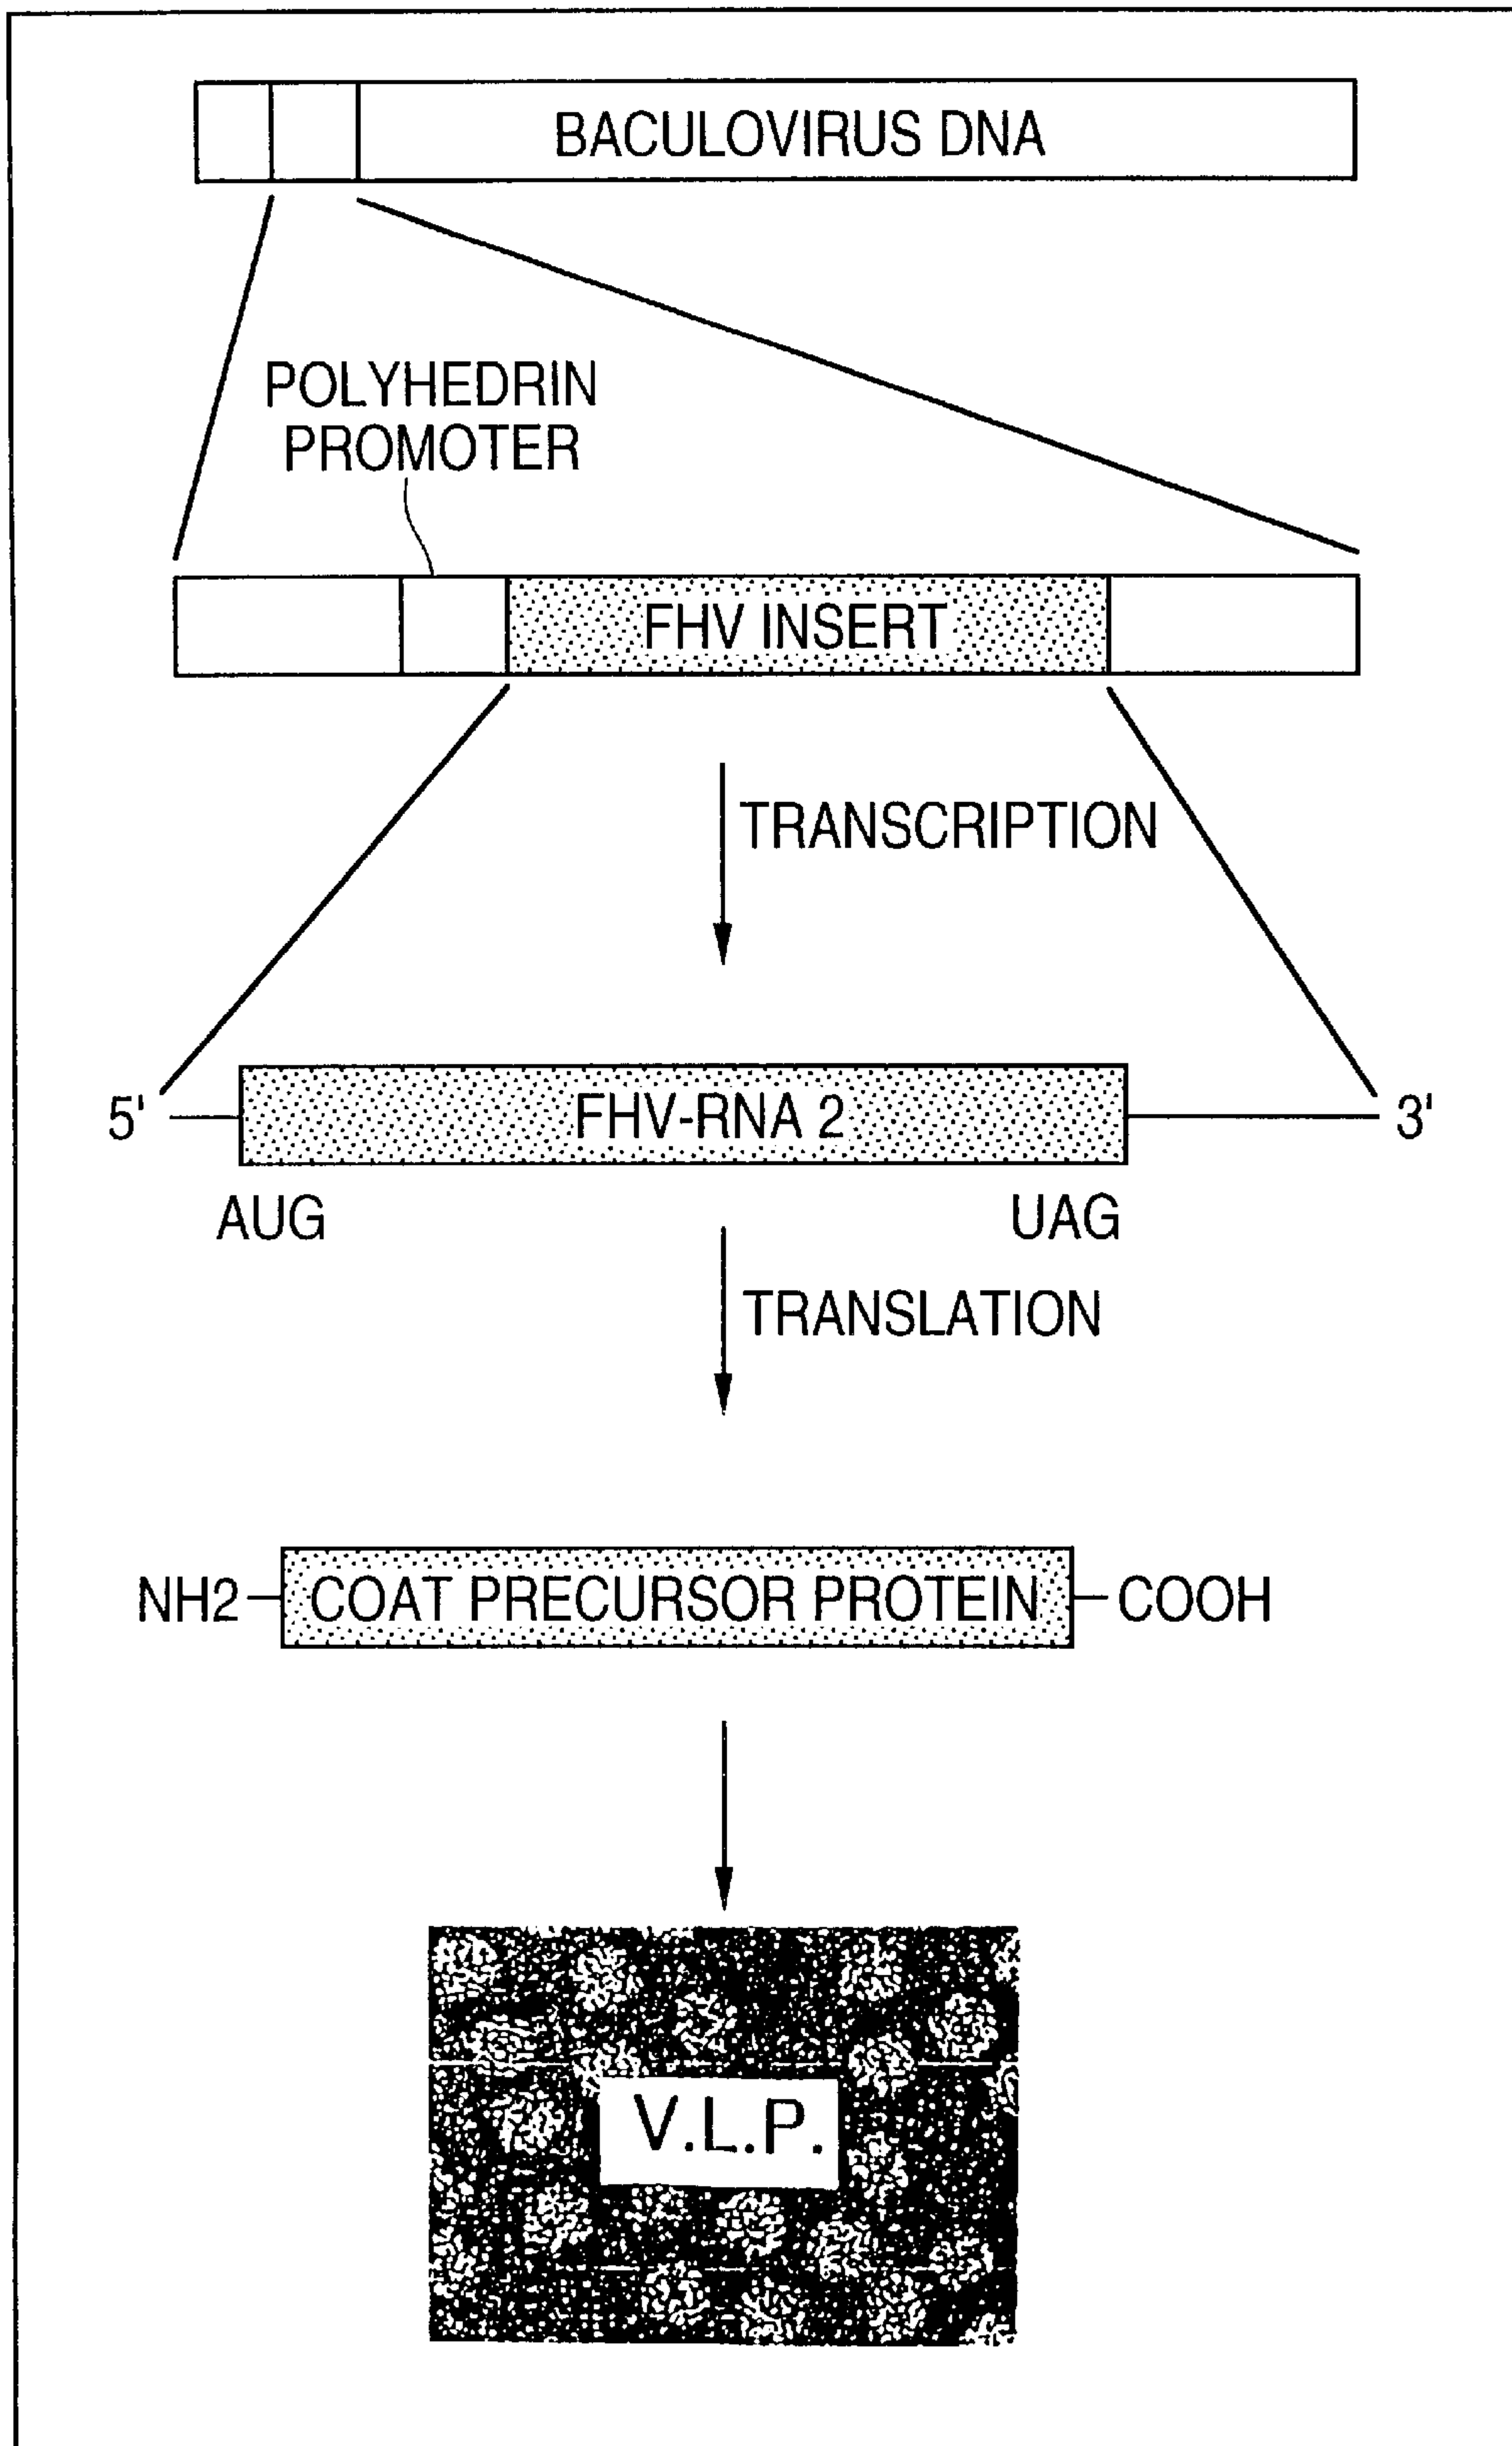 BACULOVIRUS DNA
POLYHEDRIN
PROMOTER
FHV INSERT
TRANSCRIPTION
5' FHV-RNA 2 3'
AUG UAG
TRANSLATION
NH2 COAT PRECURSOR PROTEIN COOH
V.L.P.